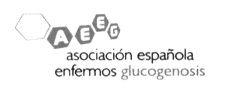 AEEG
asociación española
enfermos glucogenosis